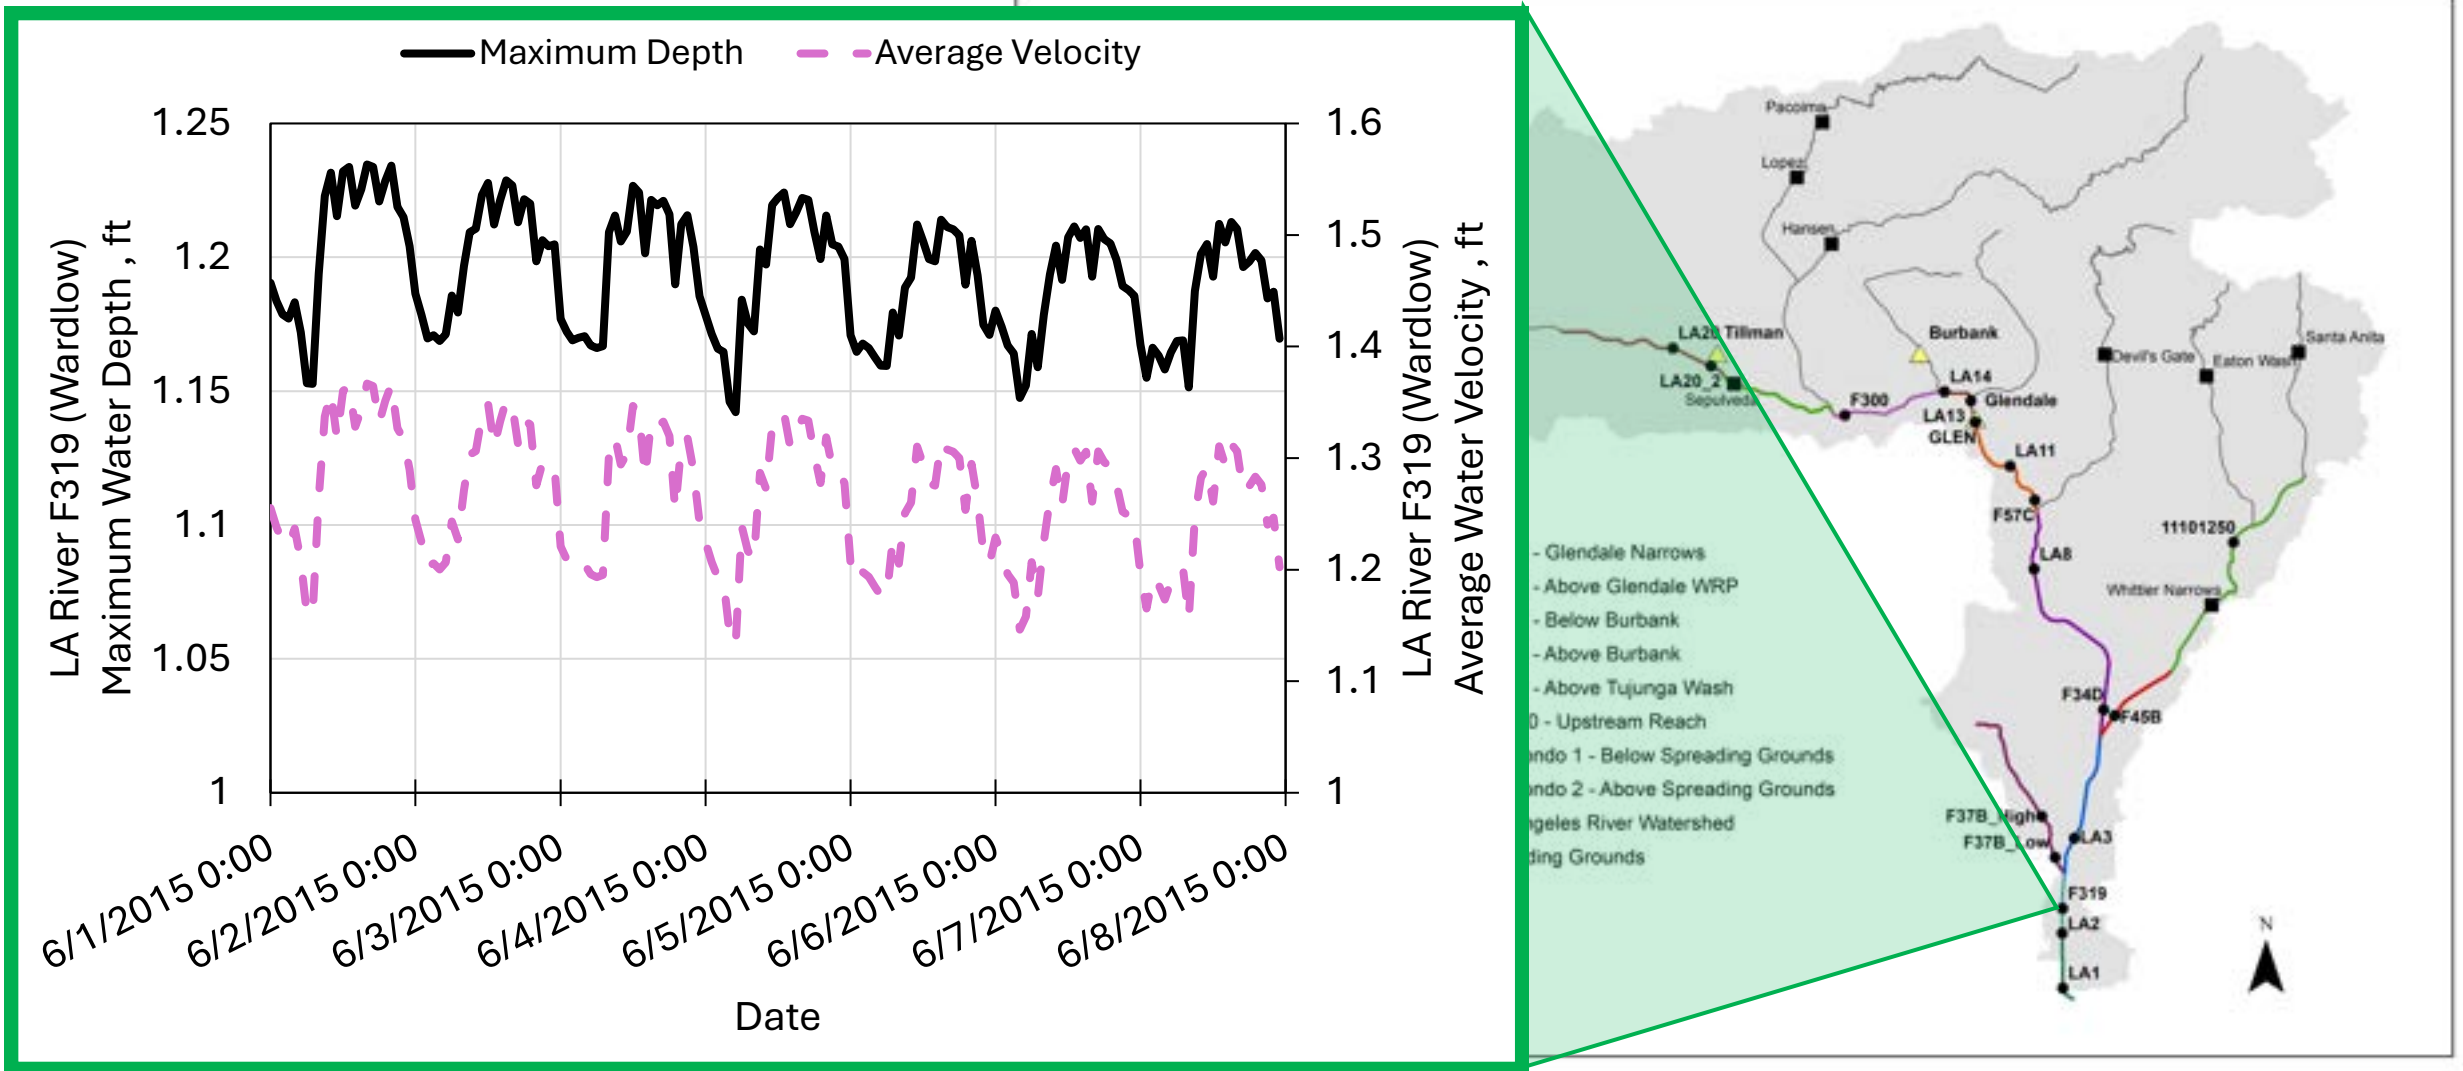 Maximum Depth
Average Velocity
LA River F319 (Wardlow)
Maximum Water Depth , ft
1.25
1.2
1.15
1.1
1.05
1
1.6
1.5
1.4
1.3
1.2
1.1
1
LA River F319 (Wardlow)
Average Water Velocity , ft
6/1/2015 0:00
6/2/2015 0:00
6/3/2015 0:00
6/4/2015 0:00
6/5/2015 0:00
6/6/2015 0:00
6/7/2015 0:00
6/8/2015 0:00
Date
Pacoima
Lopez
Hansen
LA20 Tillman
Burbank
LA20_2
Sepulveda
F300
LA14
Glendale
LA13
GLEN
LA11
F57C
LA8
Devil's Gate
Eaton Wash
Santa Anita
11101250
Whittier Narrows
F34D
F45B
F37B_High
F37B_Low
LA3
F319
LA2
LA1
N
- Glendale Narrows
- Above Glendale WRP
- Below Burbank
- Above Burbank
- Above Tujunga Wash
0 - Upstream Reach
ondo 1 - Below Spreading Grounds
ondo 2 - Above Spreading Grounds
ngeles River Watershed
ding Grounds